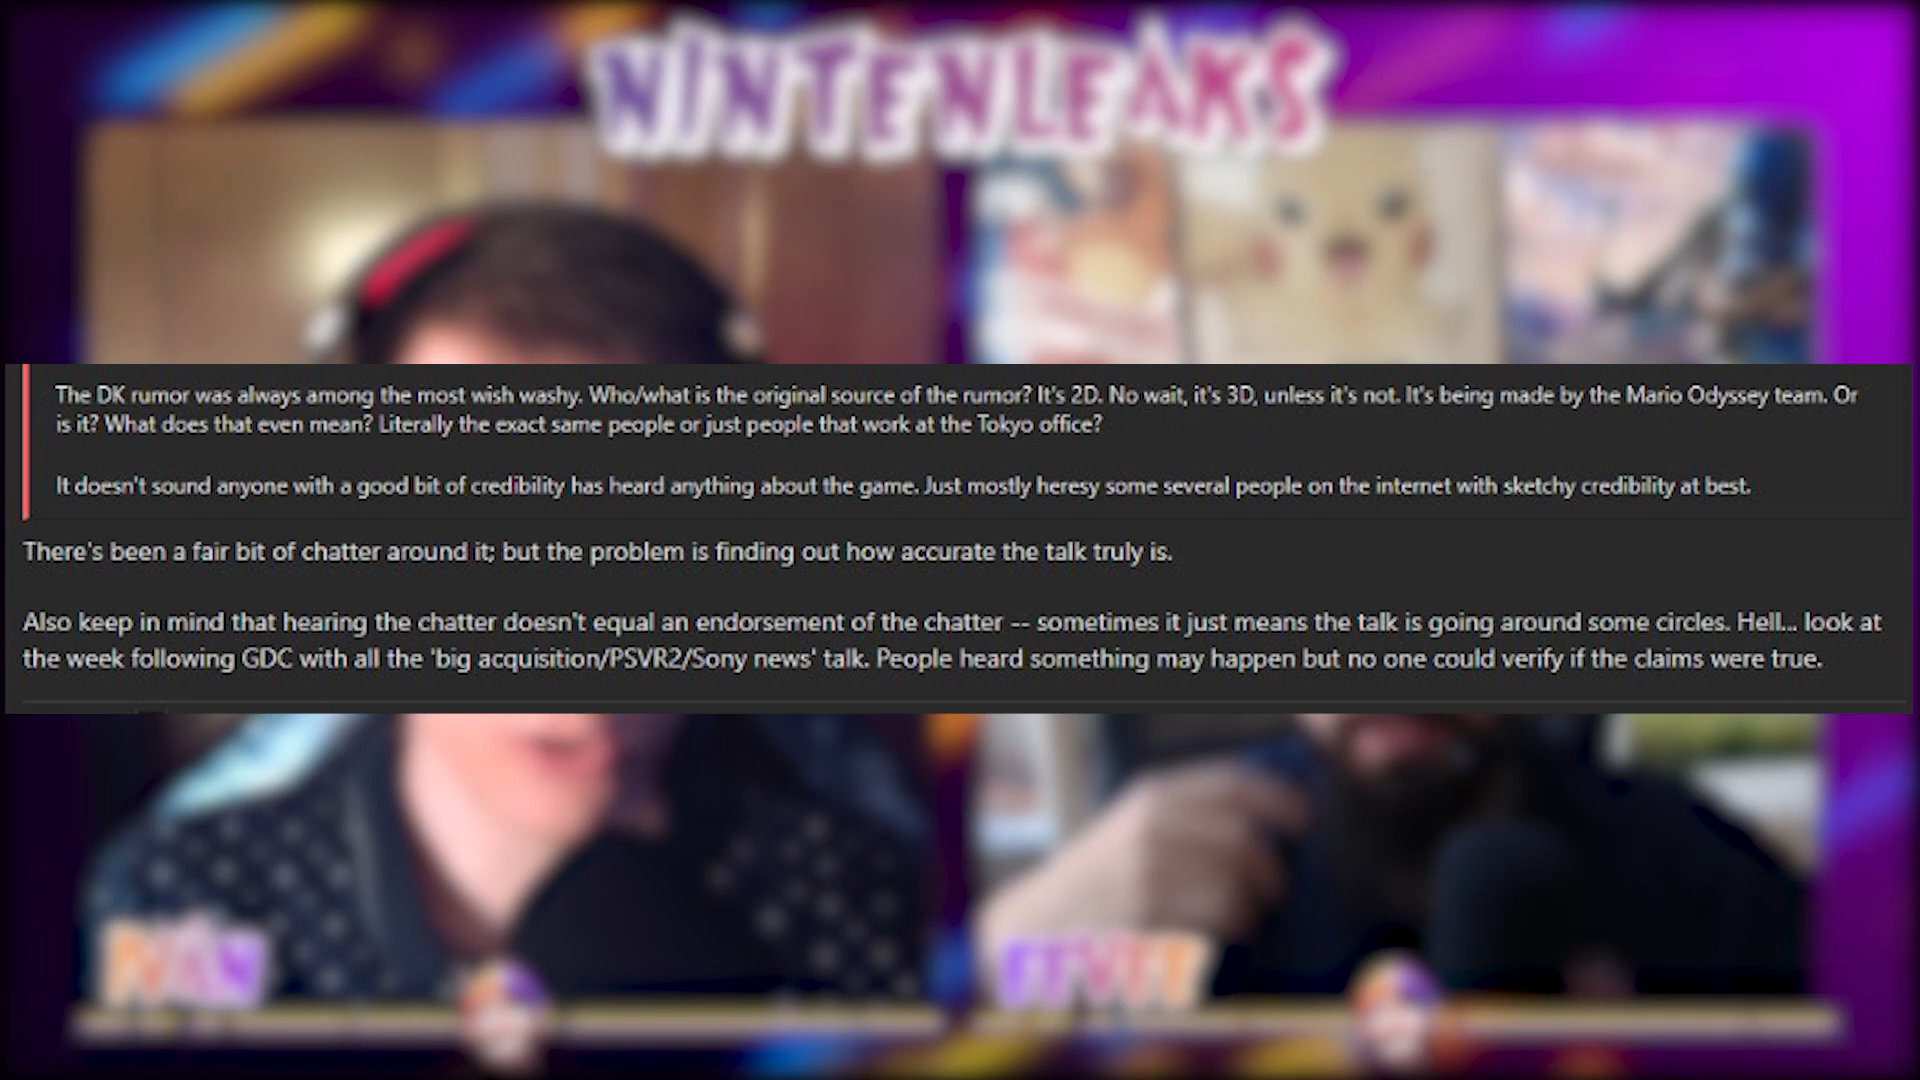 NINTENLEAKS
The DK rumor was always among the most wish washy. Who/what is the original source of the rumor? It's 2D. No wait, it's 3D, unless it's not. It's being made by the Mario Odyssey team. Or
is it? What does that even mean? Literally the exact same people or just people that work at the Tokyo office?
It doesn't sound anyone with a good bit of credibility has heard anything about the game. Just mostly heresy some several people on the internet with sketchy credibility at best.
There's been a fair bit of chatter around it; but the problem is finding out how accurate the talk truly is.
Also keep in mind that hearing the chatter doesn't equal an endorsement of the chatter -- sometimes it just means the talk is going around some circles. Hell... look at
the week following GDC with all the 'big acquisition/PSVR2/Sony news' talk. People heard something may happen but no one could verify if the claims were true.